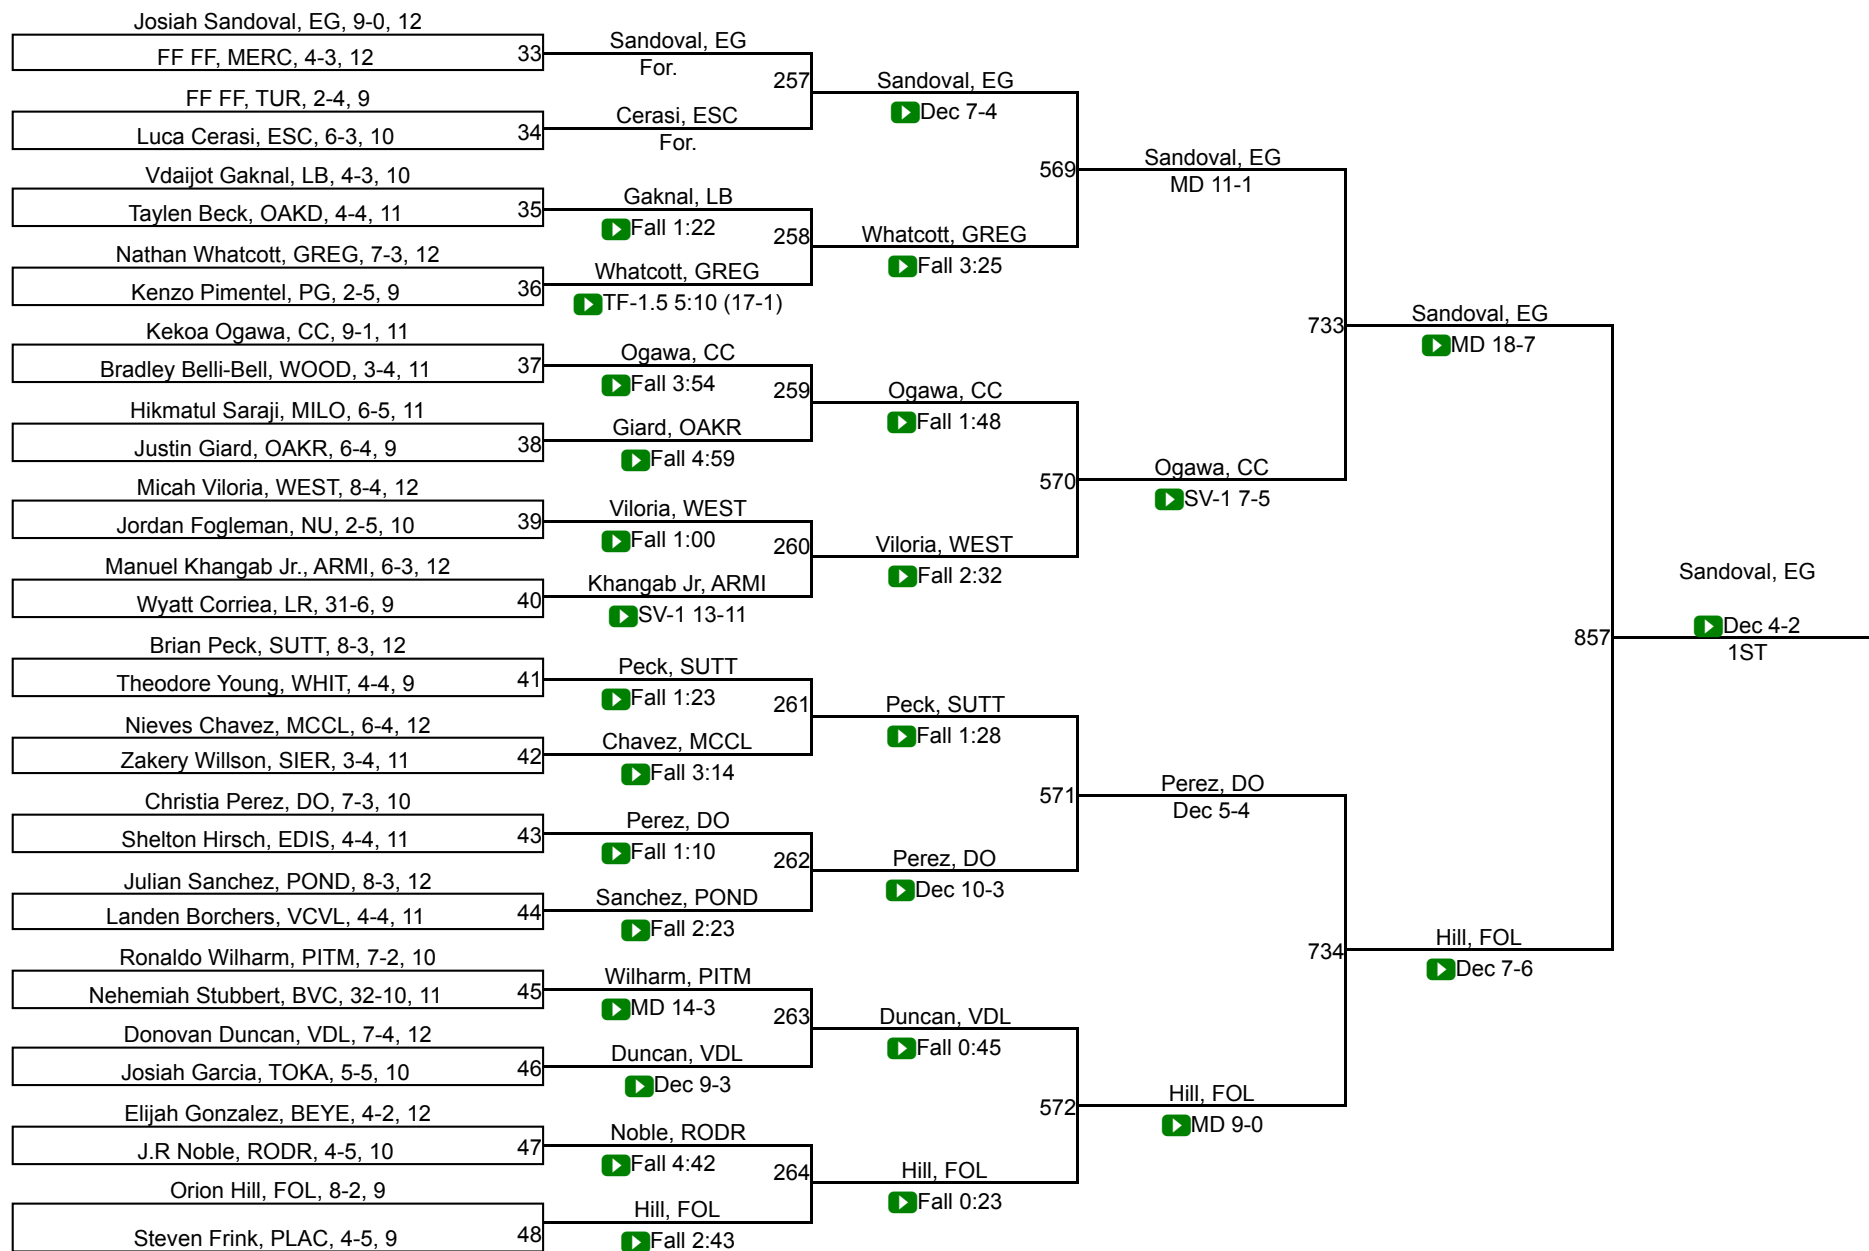 Josiah Sandoval, EG, 9-0, 12
FF FF, MERC, 4-3, 12
33
FF FF, TUR, 2-4, 9
Luca Cerasi, ESC, 6-3, 10
34
Vdaijot Gaknal, LB, 4-3, 10
Taylen Beck, OAKD, 4-4, 11
35
Nathan Whatcott, GREG, 7-3, 12
Kenzo Pimentel, PG, 2-5, 9
36
Kekoa Ogawa, CC, 9-1, 11
Bradley Belli-Bell, WOOD, 3-4, 11
37
Hikmatul Saraji, MILO, 6-5, 11
Justin Giard, OAKR, 6-4, 9
38
Micah Viloria, WEST, 8-4, 12
Jordan Fogleman, NU, 2-5, 10
39
Manuel Khangab Jr., ARMI, 6-3, 12
Wyatt Corriea, LR, 31-6, 9
40
Brian Peck, SUTT, 8-3, 12
Theodore Young, WHIT, 4-4, 9
41
Nieves Chavez, MCCL, 6-4, 12
Zakery Willson, SIER, 3-4, 11
42
Christia Perez, DO, 7-3, 10
Shelton Hirsch, EDIS, 4-4, 11
43
Julian Sanchez, POND, 8-3, 12
Landen Borchers, VCVL, 4-4, 11
44
Ronaldo Wilharm, PITM, 7-2, 10
Nehemiah Stubbert, BVC, 32-10, 11
45
Donovan Duncan, VDL, 7-4, 12
Josiah Garcia, TOKA, 5-5, 10
46
Elijah Gonzalez, BEYE, 4-2, 12
J.R Noble, RODR, 4-5, 10
47
Orion Hill, FOL, 8-2, 9
Steven Frink, PLAC, 4-5, 9
48
Sandoval, EG
For.
257
Cerasi, ESC
For.
Gaknal, LB
Fall 1:22
258
Whatcott, GREG
TF-1.5 5:10 (17-1)
Ogawa, CC
Fall 3:54
259
Giard, OAKR
Fall 4:59
Viloria, WEST
Fall 1:00
260
Khangab Jr, ARMI
SV-1 13-11
Peck, SUTT
Fall 1:23
261
Chavez, MCCL
Fall 3:14
Perez, DO
Fall 1:10
262
Sanchez, POND
Fall 2:23
Wilharm, PITM
MD 14-3
263
Duncan, VDL
Dec 9-3
Noble, RODR
Fall 4:42
264
Hill, FOL
Fall 2:43
Sandoval, EG
Dec 7-4
569
Whatcott, GREG
Fall 3:25
Ogawa, CC
Fall 1:48
570
Viloria, WEST
Fall 2:32
Peck, SUTT
Fall 1:28
571
Perez, DO
Dec 10-3
Duncan, VDL
Fall 0:45
572
Hill, FOL
Fall 0:23
Sandoval, EG
MD 11-1
733
Ogawa, CC
SV-1 7-5
Perez, DO
Dec 5-4
734
Hill, FOL
MD 9-0
Sandoval, EG
MD 18-7
857
Hill, FOL
Dec 7-6
Sandoval, EG
Dec 4-2
1ST